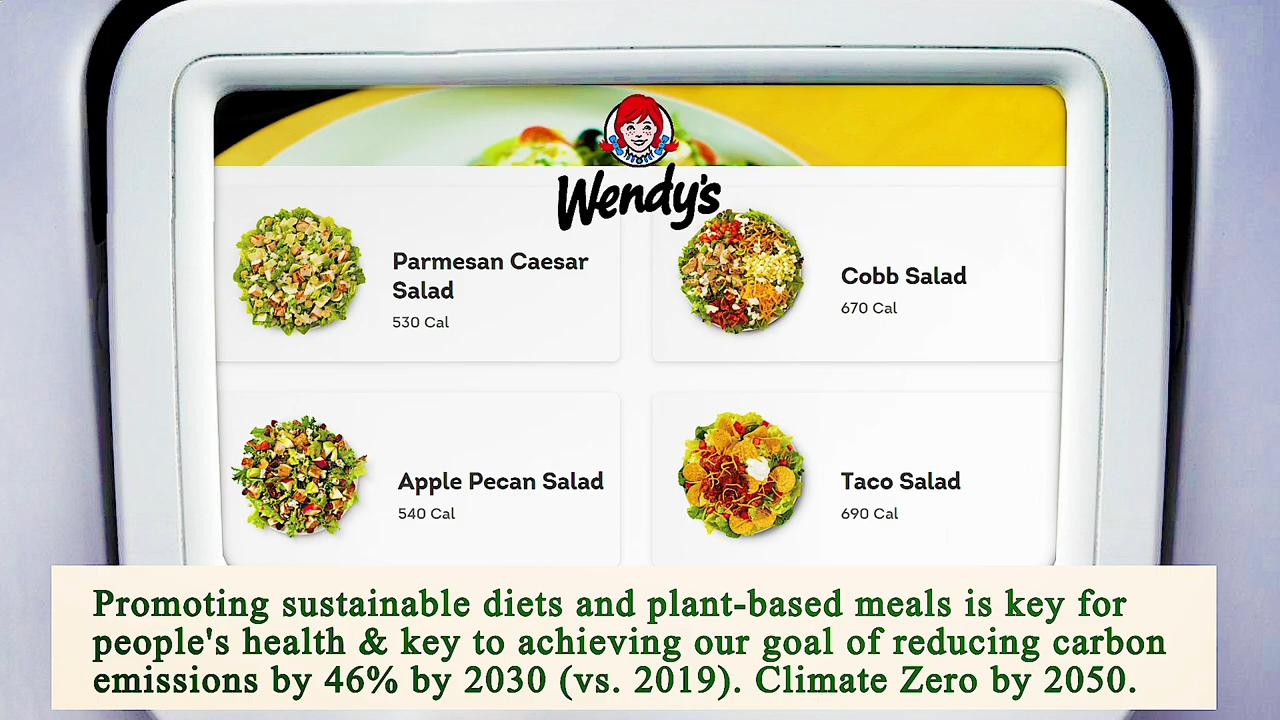 Wendy's
Parmesan Caesar
Salad
530 Cal
Cobb Salad
670 Cal
Apple Pecan Salad
540 Cal
Taco Salad
690 Cal
Promoting sustainable diets and plant-based meals is key for
people's health & key to achieving our goal of reducing carbon
emissions by 46% by 2030 (vs. 2019). Climate Zero by 2050.